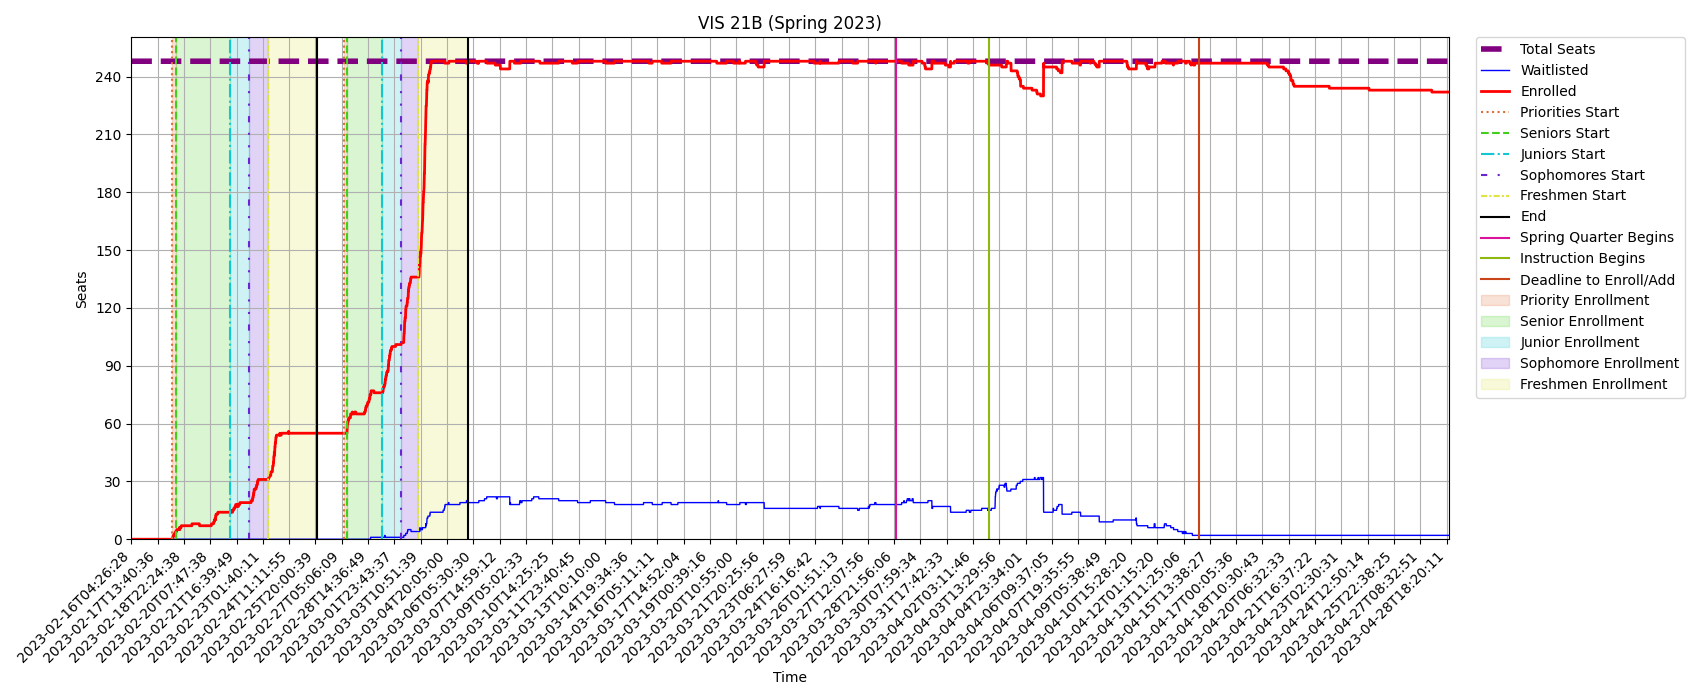 VIS 21B (Spring 2023)
Seats
240
210
180
150
120
90
60
30
0
2023-02-16T04:26:28
2023-02-17T13:40:36
2023-02-18T22:24:38
2023-02-20T07:47:38
2023-02-21T16:39:49
2023-02-23T01:40:11
2023-02-24T11:11:55
2023-02-25T20:00:39
2023-02-27T05:06:09
2023-02-28T14:36:49
2023-03-01T23:43:37
2023-03-03T10:51:39
2023-03-04T20:05:00
2023-03-06T05:30:30
2023-03-07T14:59:12
2023-03-09T05:02:33
2023-03-10T14:25:25
2023-03-11T23:40:45
2023-03-13T10:10:00
2023-03-14T19:34:36
2023-03-16T05:11:11
2023-03-17T14:52:04
2023-03-19T00:39:16
2023-03-20T10:55:00
2023-03-21T20:25:56
2023-03-23T06:27:59
2023-03-24T16:16:42
2023-03-26T01:51:13
2023-03-27T12:07:56
2023-03-28T21:56:06
2023-03-30T07:59:34
2023-03-31T17:42:33
2023-04-02T03:11:46
2023-04-03T13:29:56
2023-04-04T23:34:01
2023-04-06T09:37:05
2023-04-07T19:35:55
2023-04-09T05:38:49
2023-04-10T15:28:20
2023-04-12T01:15:20
2023-04-13T11:25:06
2023-04-15T15:38:27
2023-04-17T00:05:36
2023-04-18T10:30:43
2023-04-20T06:32:33
2023-04-21T16:37:22
2023-04-23T02:30:31
2023-04-24T12:50:14
2023-04-25T22:38:25
2023-04-27T08:32:51
2023-04-28T18:20:11
Time
Total Seats
Waitlisted
Enrolled
Priorities Start
Seniors Start
Juniors Start
Sophomores Start
Freshmen Start
End
Spring Quarter Begins
Instruction Begins
Deadline to Enroll/Add
Priority Enrollment
Senior Enrollment
Junior Enrollment
Sophomore Enrollment
Freshmen Enrollment